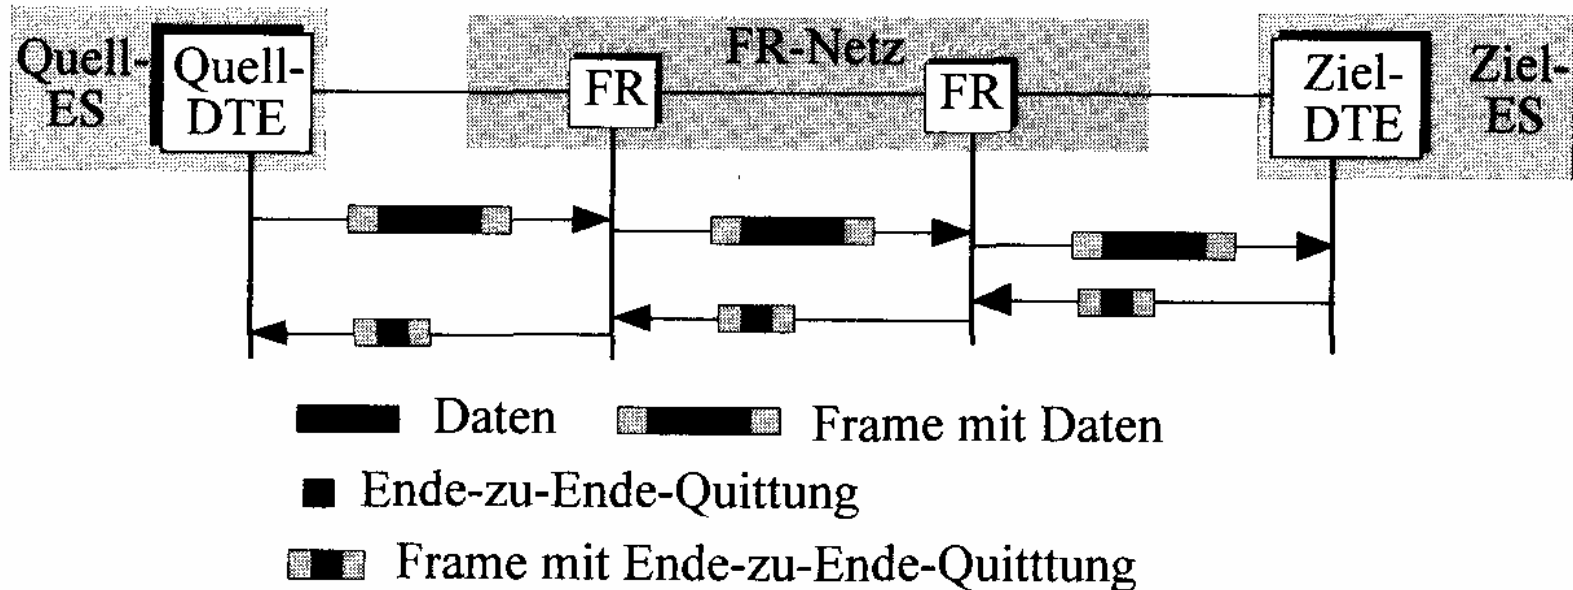 Quell-
ES
Quell-
DTE
FR
FR-Netz
FR
Ziel-
DTE
Ziel-
ES
Daten
Frame mit Daten
Ende-zu-Ende-Quittung
Frame mit Ende-zu-Ende-Quitttung